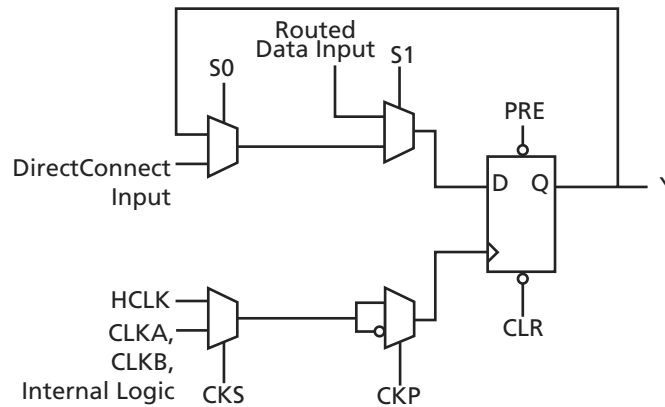 Routed
Data Input
S0
S1
PRE
DirectConnect
Input
D
Q
HCLK
CLKA,
CLKB,
Internal Logic
CKS
CKP
CLR